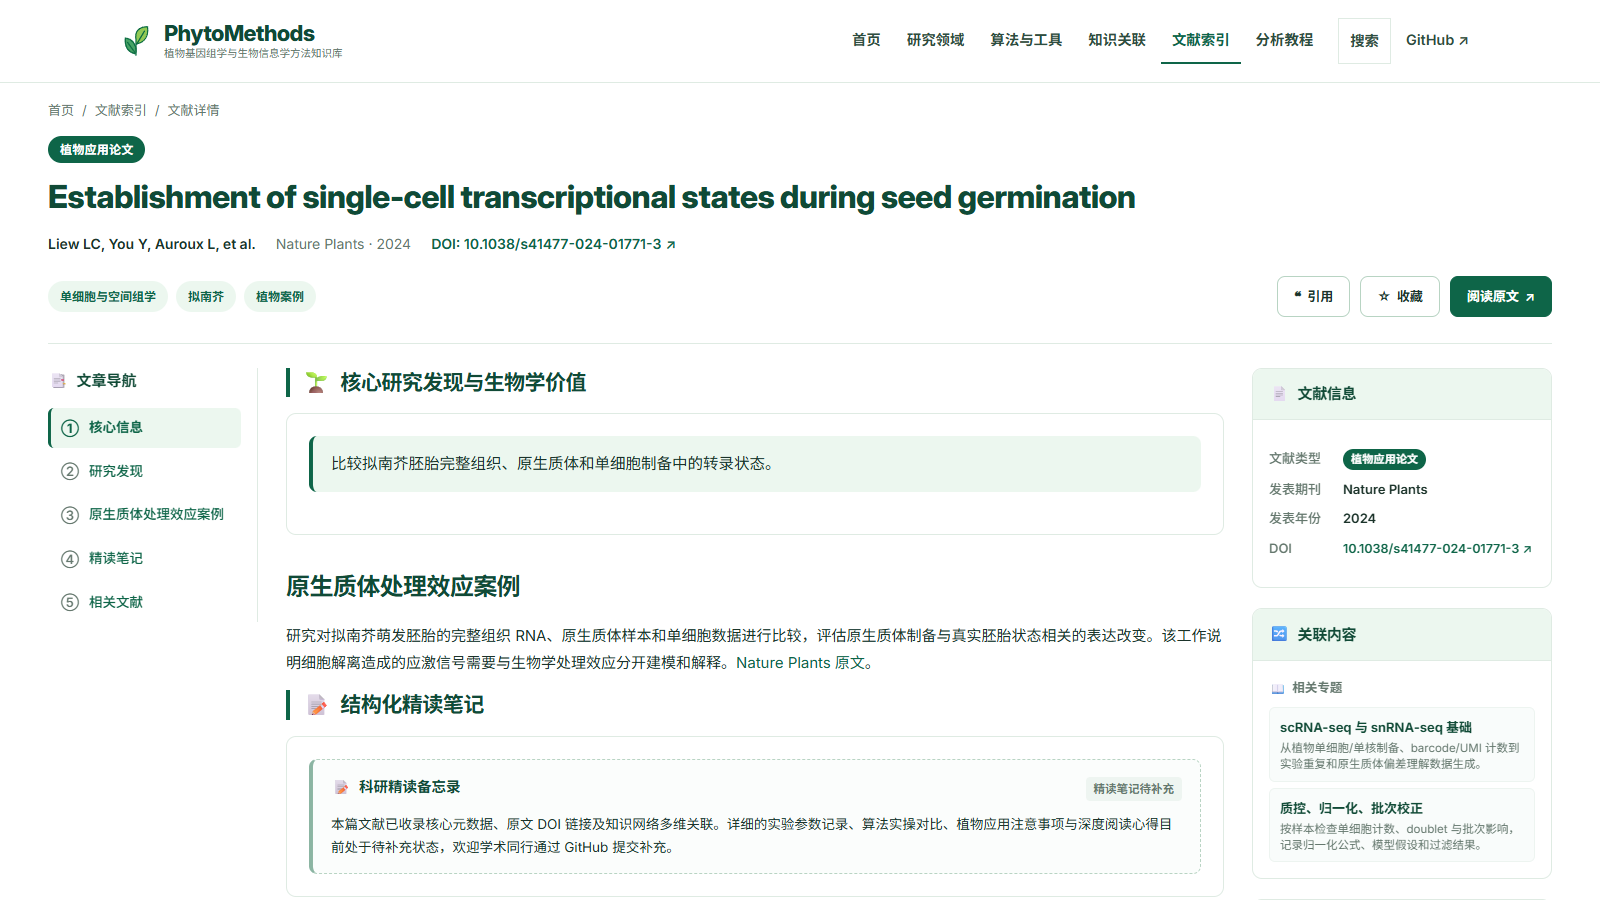 PhytoMethods
植物基因组学与生物信息学方法知识库
首页
研究领域
算法与工具
知识关联
文献索引
分析教程
搜索
GitHub ↗
首页 / 文献索引 / 文献详情
植物应用论文
Establishment of single-cell transcriptional states during seed germination
Liew LC, You Y, Auroux L, et al.
Nature Plants · 2024
DOI: 10.1038/s41477-024-01771-3 ↗
单细胞与空间组学
拟南芥
植物案例
❝ 引用
☆ 收藏
阅读原文 ↗
文章导航
① 核心信息
② 研究发现
③ 原生质体处理效应案例
④ 精读笔记
⑤ 相关文献
核心研究发现与生物学价值
比较拟南芥胚胎完整组织、原生质体和单细胞制备中的转录状态。
原生质体处理效应案例
研究对拟南芥萌发胚胎的完整组织 RNA、原生质体样本和单细胞数据进行比较，评估原生质体制备与真实胚胎状态相关的表达改变。该工作说
明细胞解离造成的应激信号需要与生物学处理效应分开建模和解释。Nature Plants 原文。
结构化精读笔记
科研精读备忘录
精读笔记待补充
本篇文献已收录核心元数据、原文 DOI 链接及知识网络多维关联。详细的实验参数记录、算法实操对比、植物应用注意事项与深度阅读心得目
前处于待补充状态，欢迎学术同行通过 GitHub 提交补充。
文献信息
文献类型 植物应用论文
发表期刊 Nature Plants
发表年份 2024
DOI 10.1038/s41477-024-01771-3 ↗
关联内容
相关专题
scRNA-seq 与 snRNA-seq 基础
从植物单细胞/单核制备、barcode/UMI 计数到
实验重复和原生质体偏差理解数据生成。
质控、归一化、批次校正
按样本检查单细胞计数、doublet 与批次影响，
记录归一化公式、模型假设和过滤结果。